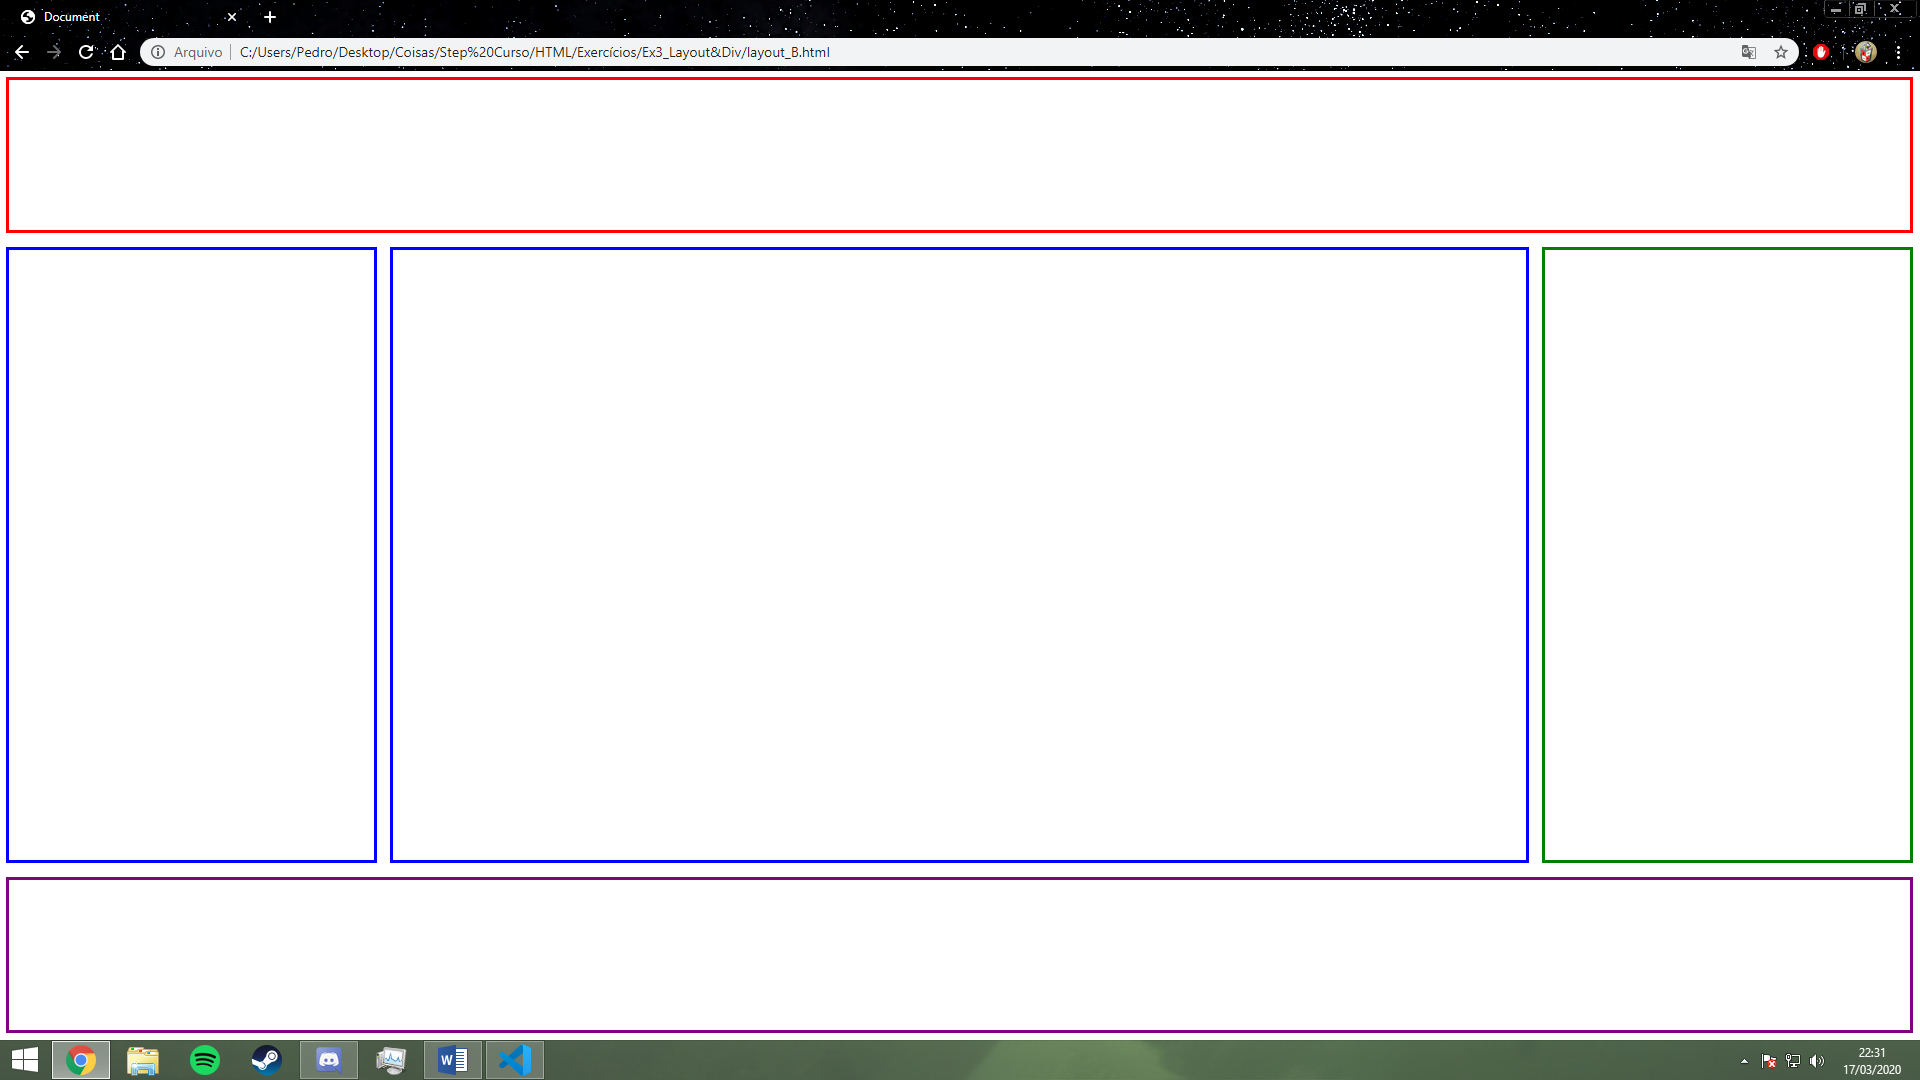 Document
Arquivo C:/Users/Pedro/Desktop/Coisas/Step%20Curso/HTML/Exercícios/Ex3_Layout&Div/layout_B.html
22:31
17/03/2020